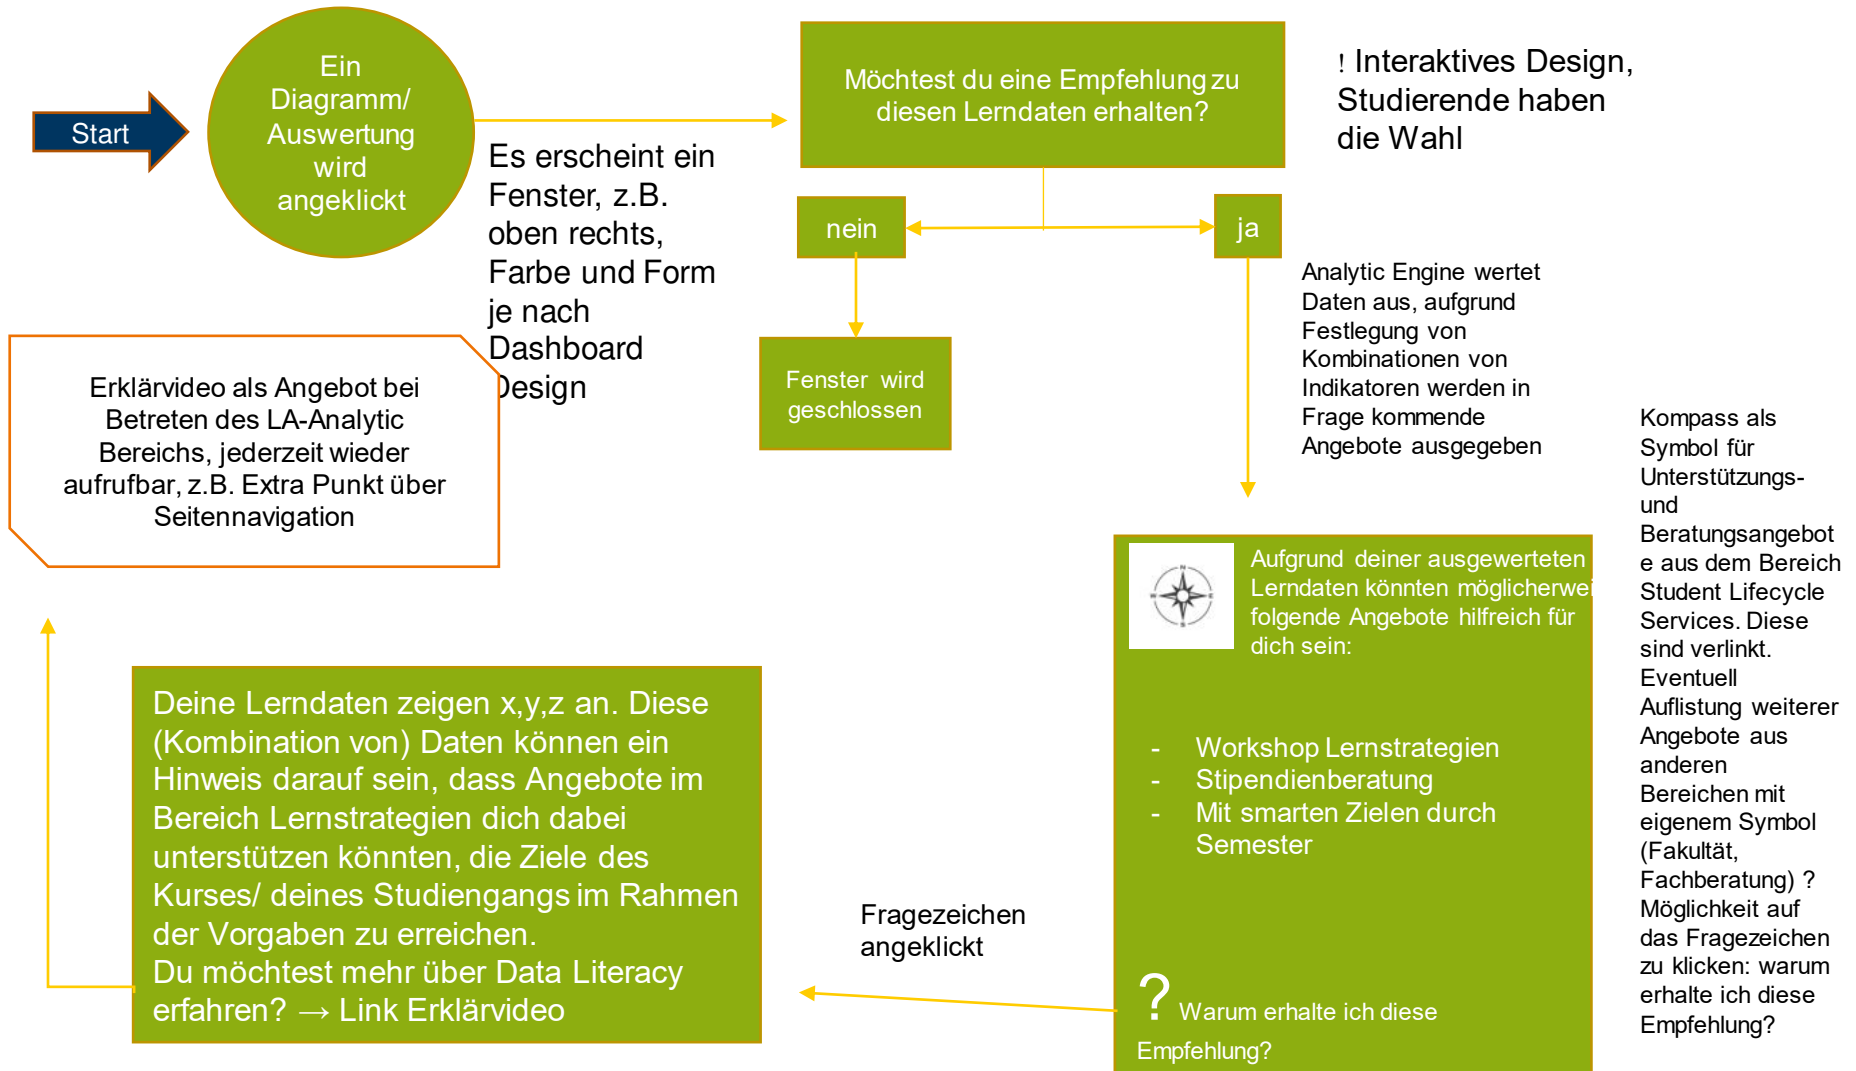 Start
Ein
Diagramm/
Auswertung
wird
angeklickt
Es erscheint ein
Fenster, z.B.
oben rechts,
Farbe und Form
je nach
Dashboard
Design
Möchtest du eine Empfehlung zu
diesen Lerndaten erhalten?
! Interaktives Design,
Studierende haben
die Wahl
nein
ja
Fenster wird
geschlossen
Analytic Engine wertet
Daten aus, aufgrund
Festlegung von
Kombinationen von
Indikatoren werden in
Frage kommende
Angebote ausgegeben
Erklärvideo als Angebot bei
Betreten des LA-Analytic
Bereichs, jederzeit wieder
aufrufbar, z.B. Extra Punkt über
Seitennavigation
Kompass als
Symbol für
Unterstützungs-
und
Beratungsangebot
e aus dem Bereich
Student Lifecycle
Services. Diese
sind verlinkt.
Eventuell
Auflistung weiterer
Angebote aus
anderen
Bereichen mit
eigenem Symbol
(Fakultät,
Fachberatung) ?
Möglichkeit auf
das Fragezeichen
zu klicken: warum
erhalte ich diese
Empfehlung?
N
W E
S
Aufgrund deiner ausgewerteten
Lerndaten könnten möglicherwei
folgende Angebote hilfreich für
dich sein:
- Workshop Lernstrategien
- Stipendienberatung
- Mit smarten Zielen durch
Semester
? Warum erhalte ich diese
Empfehlung?
Fragezeichen
angeklickt
Deine Lerndaten zeigen x,y,z an. Diese
(Kombination von) Daten können ein
Hinweis darauf sein, dass Angebote im
Bereich Lernstrategien dich dabei
unterstützen könnten, die Ziele des
Kurses/ deines Studiengangs im Rahmen
der Vorgaben zu erreichen.
Du möchtest mehr über Data Literacy
erfahren? → Link Erklärvideo